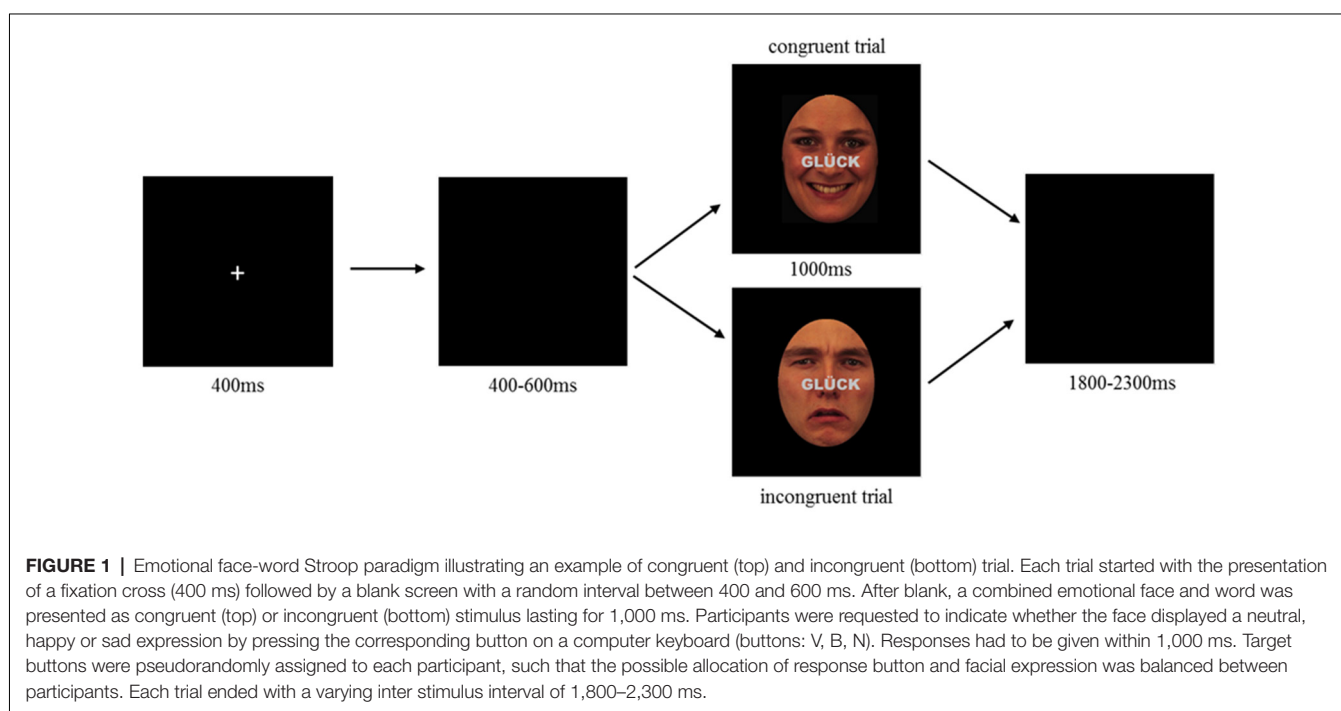 congruent trial
GLÜCK
1000ms
+
400ms
400-600ms
GLÜCK
1800-2300ms
incongruent trial
FIGURE 1 | Emotional face-word Stroop paradigm illustrating an example of congruent (top) and incongruent (bottom) trial. Each trial started with the presentation
of a fixation cross (400 ms) followed by a blank screen with a random interval between 400 and 600 ms. After blank, a combined emotional face and word was
presented as congruent (top) or incongruent (bottom) stimulus lasting for 1,000 ms. Participants were requested to indicate whether the face displayed a neutral,
happy or sad expression by pressing the corresponding button on a computer keyboard (buttons: V, B, N). Responses had to be given within 1,000 ms. Target
buttons were pseudorandomly assigned to each participant, such that the possible allocation of response button and facial expression was balanced between
participants. Each trial ended with a varying inter stimulus interval of 1,800–2,300 ms.